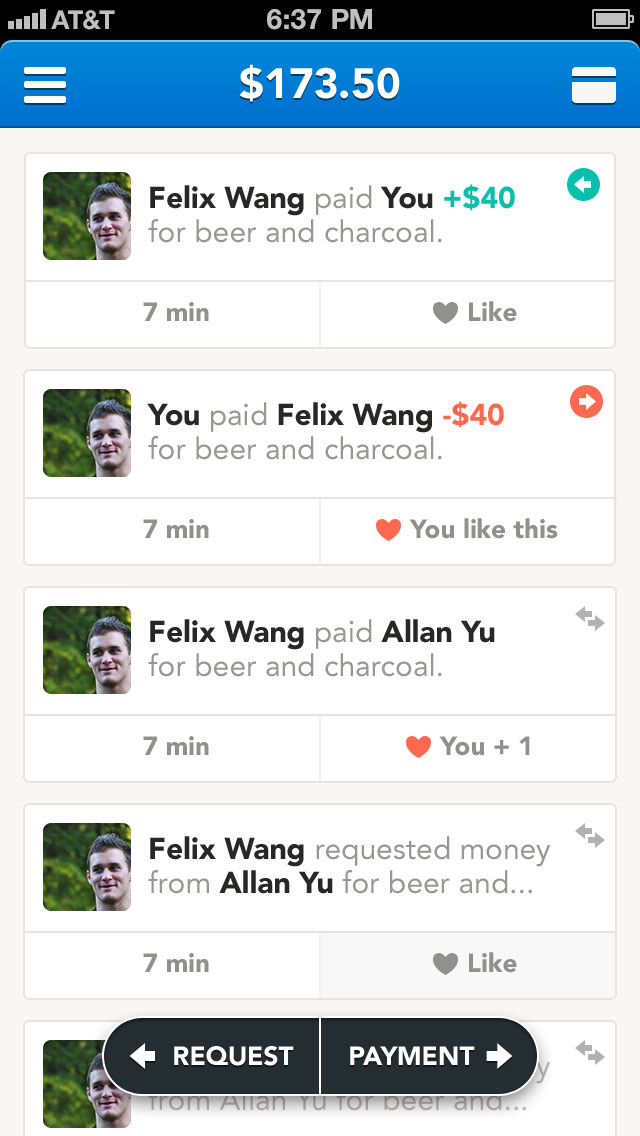 AT&T 6:37 PM
$173.50
Felix Wang paid You +$40
for beer and charcoal.
7 min Like
You paid Felix Wang -$40
for beer and charcoal.
7 min You like this
Felix Wang paid Allan Yu
for beer and charcoal.
7 min You + 1
Felix Wang requested money
from Allan Yu for beer and...
7 min Like
REQUEST PAYMENT
from Allan Yu for beer and...